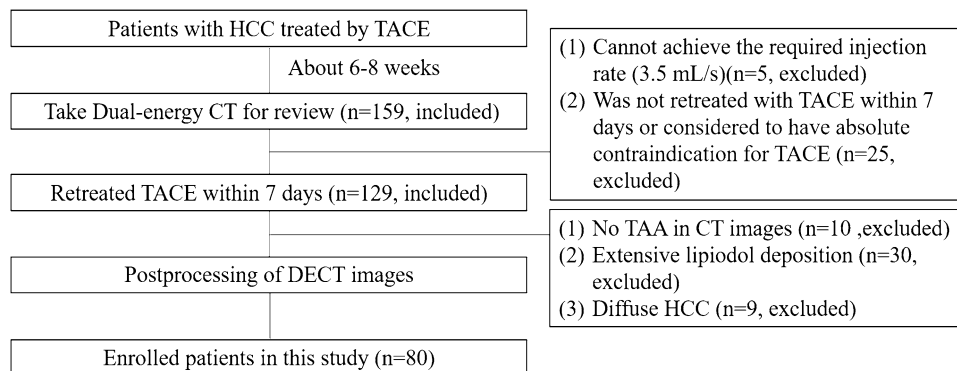 Patients with HCC treated by TACE
About 6-8 weeks
Take Dual-energy CT for review (n=159, included)
(1) Cannot achieve the required injection
rate (3.5 mL/s)(n=5, excluded)
(2) Was not retreated with TACE within 7
days or considered to have absolute
contraindication for TACE (n=25,
excluded)
Retreated TACE within 7 days (n=129, included)
(1) No TAA in CT images (n=10 ,excluded)
(2) Extensive lipiodol deposition (n=30,
excluded)
(3) Diffuse HCC (n=9, excluded)
Postprocessing of DECT images
Enrolled patients in this study (n=80)